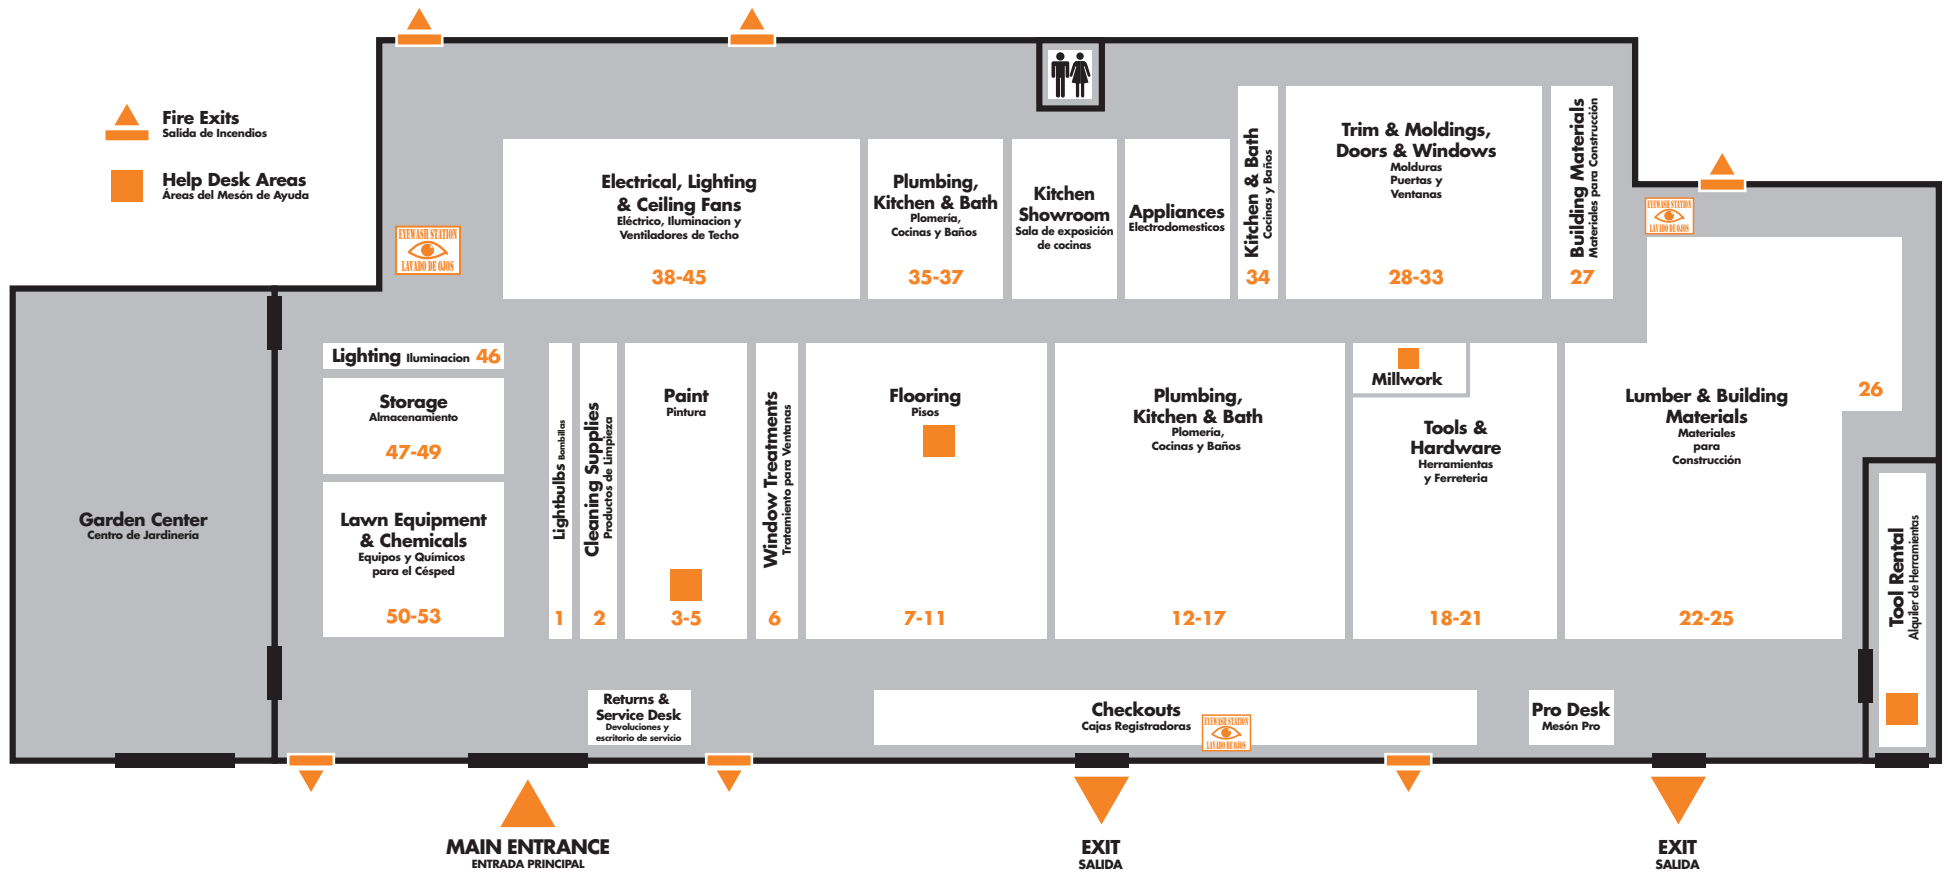 Fire Exits
Salida de Incendios
Help Desk Areas
Áreas del Mesón de Ayuda
EYEWASH STATION
LAVADO DE OJOS
Electrical, Lighting
& Ceiling Fans
Eléctrico, Iluminacion y
Ventiladores de Techo
38-45
Plumbing,
Kitchen & Bath
Plomería,
Cocinas y Baños
35-37
Kitchen
Showroom
Sala de exposición
de cocinas
Appliances
Electrodomesticos
Kitchen & Bath
Cocinas y Baños
34
Trim & Moldings,
Doors & Windows
Molduras
Puertas y
Ventanas
28-33
Building Materials
Materiales para Construcción
27
EYEWASH STATION
LAVADO DE OJOS
Garden Center
Centro de Jardinería
Lighting Iluminacion 46
Storage
Almacenamiento
47-49
Lawn Equipment
& Chemicals
Equipos y Químicos
para el Césped
50-53
Lightbulbs Bombillas
1
Cleaning Supplies
Productos de Limpieza
2
Paint
Pintura
3-5
Window Treatments
Tratamiento para Ventanas
6
Flooring
Pisos
7-11
Plumbing,
Kitchen & Bath
Plomería,
Cocinas y Baños
12-17
Millwork
Tools &
Hardware
Herramientas
y Ferreteria
18-21
Lumber & Building
Materials
Materiales
para
Construcción
22-25
26
Tool Rental
Alquiler de Herramientas
Returns &
Service Desk
Devoluciones y
escritorio de servicio
Checkouts
Cajas Registradoras
EYEWASH STATION
LAVADO DE OJOS
Pro Desk
Mesón Pro
MAIN ENTRANCE
ENTRADA PRINCIPAL
EXIT
SALIDA
EXIT
SALIDA